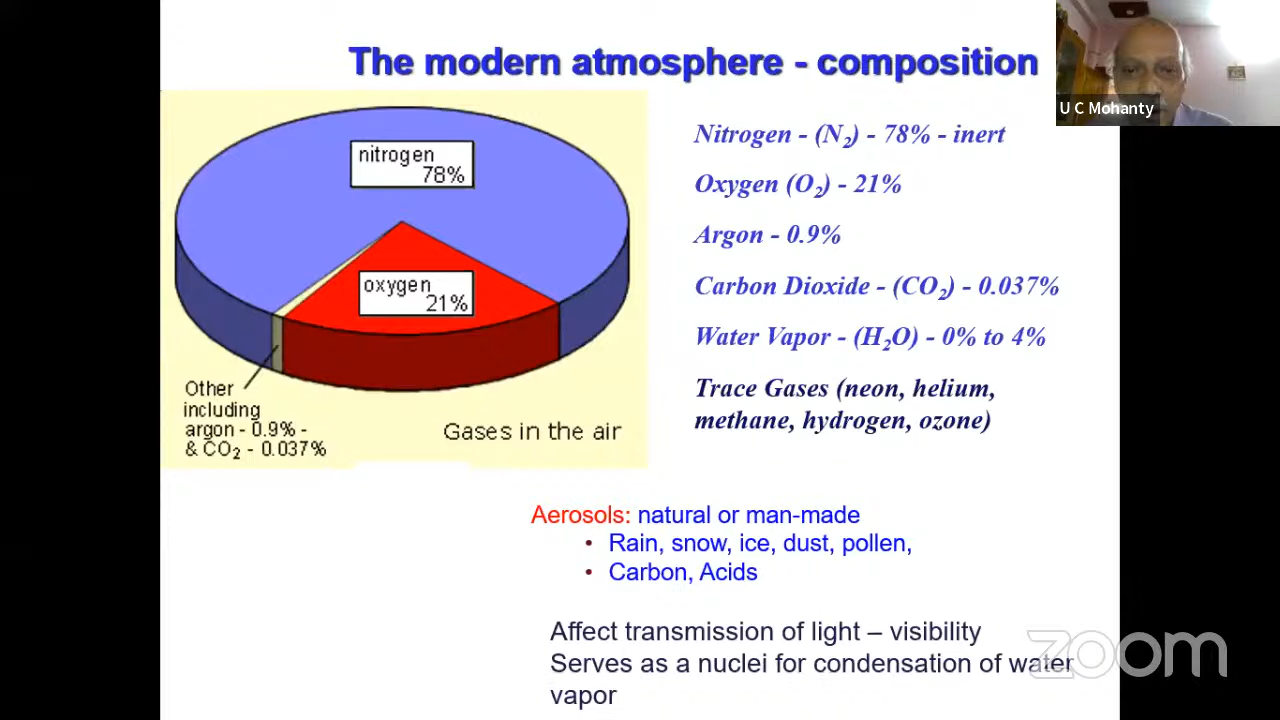 The modern atmosphere - composition
U C Mohanty
nitrogen
78%
oxygen
21%
Other
including
argon - 0.9% -
& CO₂ - 0.037%
Gases in the air
Nitrogen - (N₂) - 78% - inert
Oxygen (O₂) - 21%
Argon - 0.9%
Carbon Dioxide - (CO₂) - 0.037%
Water Vapor - (H₂O) - 0% to 4%
Trace Gases (neon, helium,
methane, hydrogen, ozone)
Aerosols: natural or man-made
• Rain, snow, ice, dust, pollen,
• Carbon, Acids
Affect transmission of light – visibility
Serves as a nuclei for condensation of water
vapor
zoom